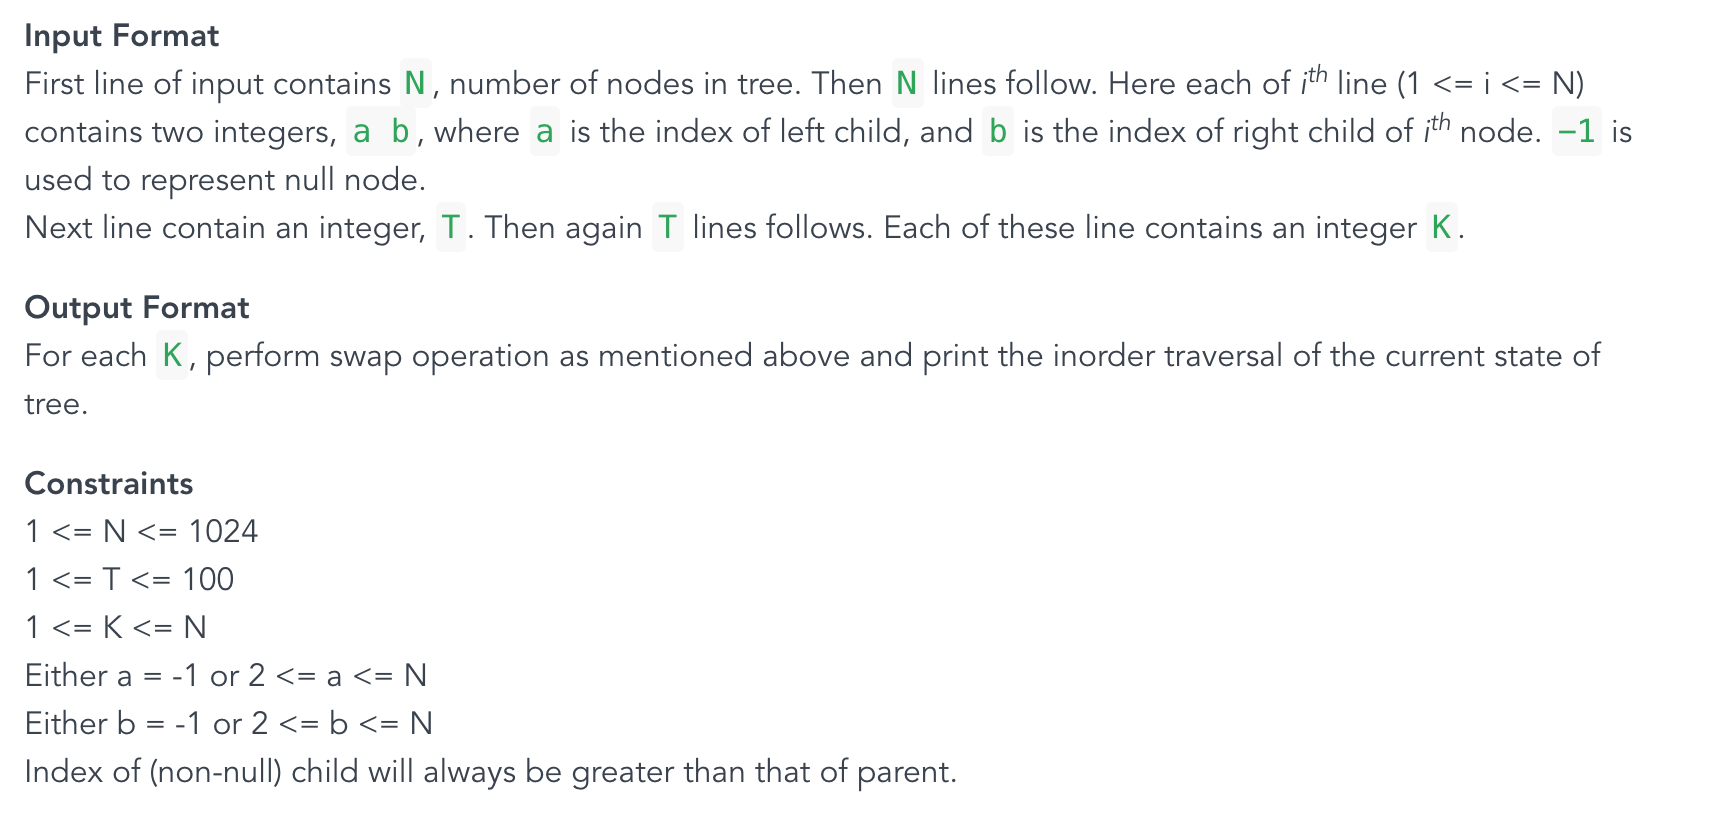 Input Format
First line of input contains N, number of nodes in tree. Then N lines follow. Here each of ith line (1 <= i <= N)
contains two integers, a b, where a is the index of left child, and b is the index of right child of ith node. -1 is
used to represent null node.
Next line contain an integer, T. Then again T lines follows. Each of these line contains an integer K.
Output Format
For each K, perform swap operation as mentioned above and print the inorder traversal of the current state of
tree.
Constraints
1 <= N <= 1024
1 <= T <= 100
1 <= K <= N
Either a = -1 or 2 <= a <= N
Either b = -1 or 2 <= b <= N
Index of (non-null) child will always be greater than that of parent.